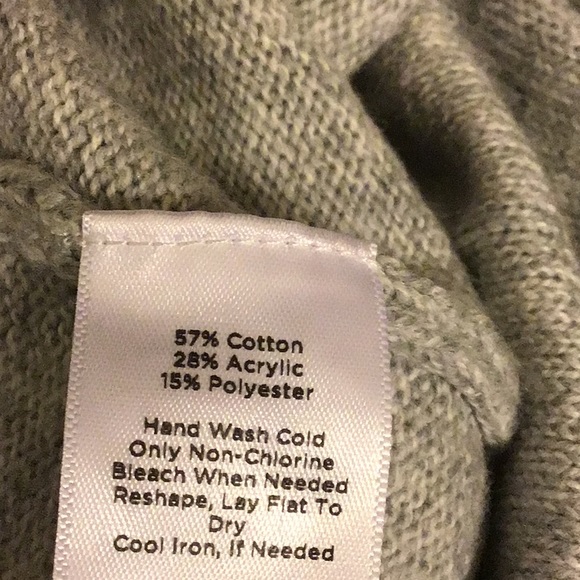 57% Cotton
28% Acrylic
15% Polyester
Hand Wash Cold
Only Non-Chlorine
Bleach When Needed
Reshape, Lay Flat To
Dry
Cool Iron, If Needed